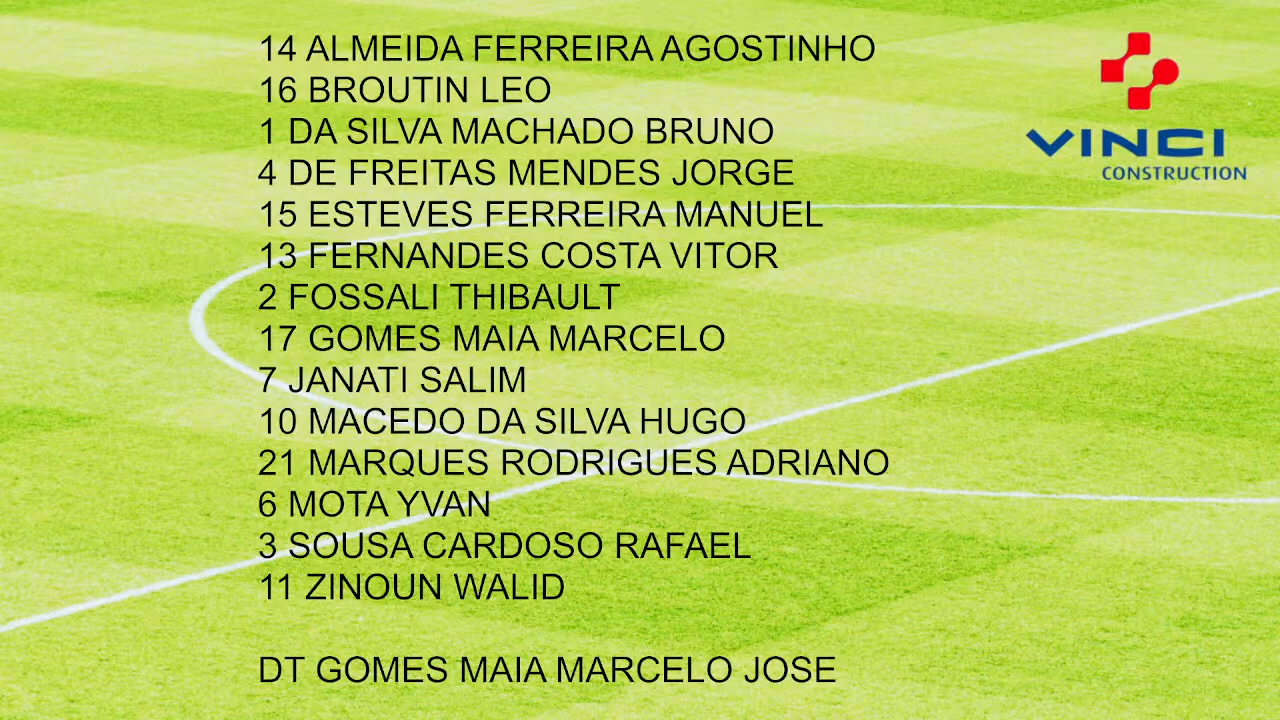 14 ALMEIDA FERREIRA AGOSTINHO
16 BROUTIN LEO
1 DA SILVA MACHADO BRUNO
4 DE FREITAS MENDES JORGE
15 ESTEVES FERREIRA MANUEL
13 FERNANDES COSTA VITOR
2 FOSSALI THIBAULT
17 GOMES MAIA MARCELO
7 JANATI SALIM
10 MACEDO DA SILVA HUGO
21 MARQUES RODRIGUES ADRIANO
6 MOTA YVAN
3 SOUSA CARDOSO RAFAEL
11 ZINOUN WALID
DT GOMES MAIA MARCELO JOSE
VINCI
CONSTRUCTION